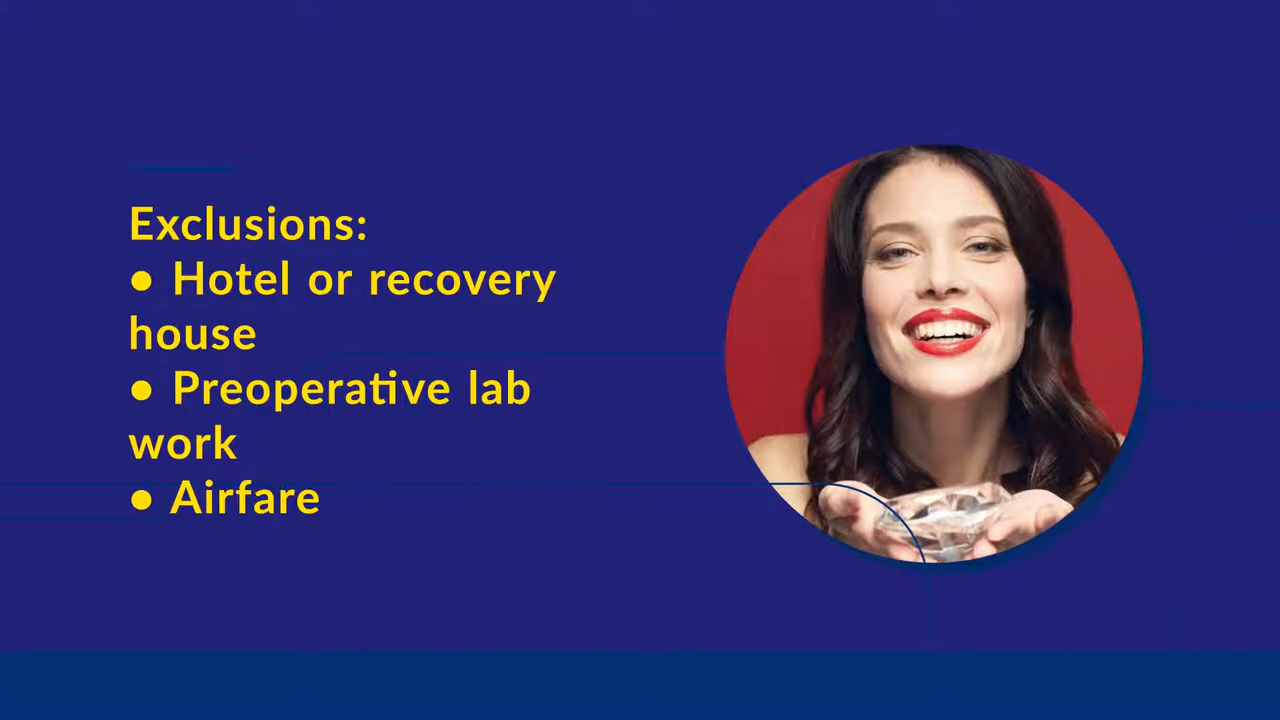 Exclusions:
● Hotel or recovery
house
● Preoperative lab
work
● Airfare